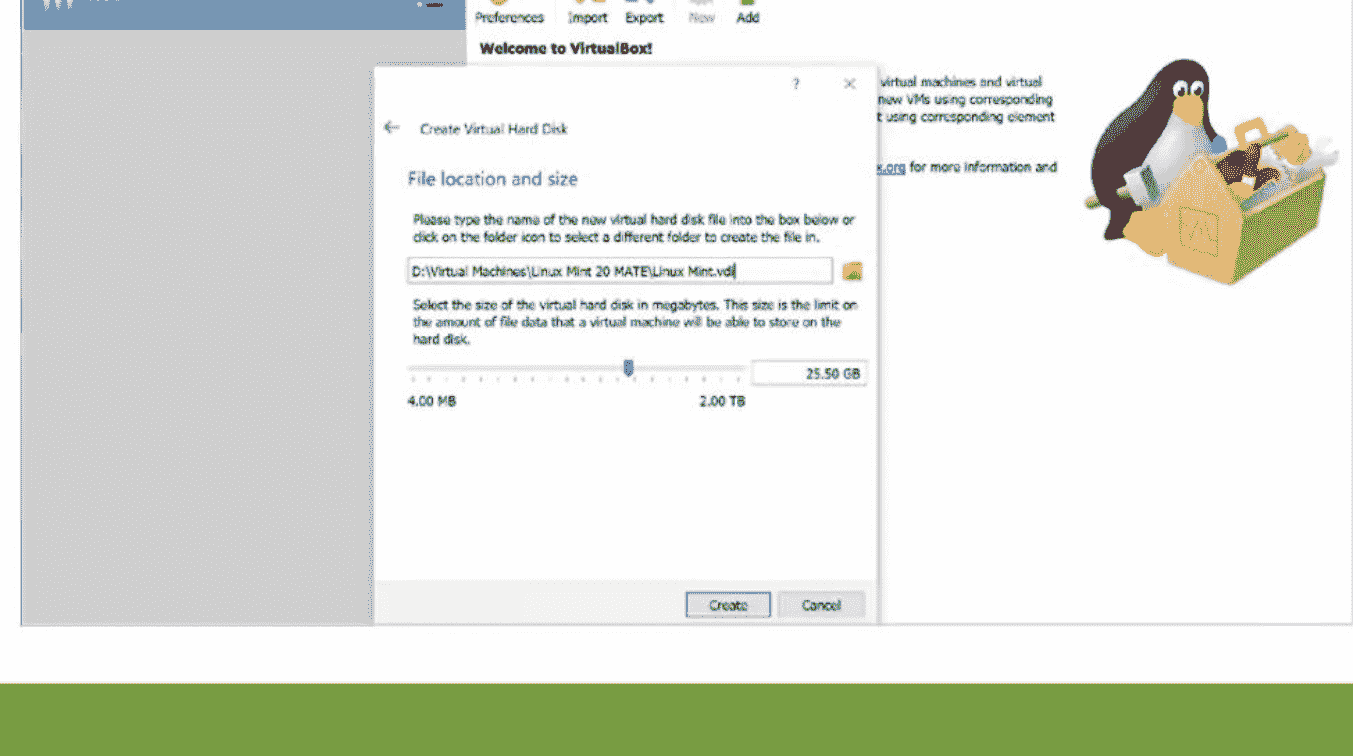 Preferences Import Export New Add
Welcome to VirtualBox!
? ×
virtual machines and virtual
new VMs using corresponding
t using corresponding element
x.org for more information and
← Create Virtual Hard Disk
File location and size
Please type the name of the new virtual hard disk file into the box below or
click on the folder icon to select a different folder to create the file in.
D:\Virtual Machines\Linux Mint 20 MATE\Linux Mint.vdi
Select the size of the virtual hard disk in megabytes. This size is the limit on
the amount of file data that a virtual machine will be able to store on the
hard disk.
25.50 GB
4.00 MB 2.00 TB
Create Cancel